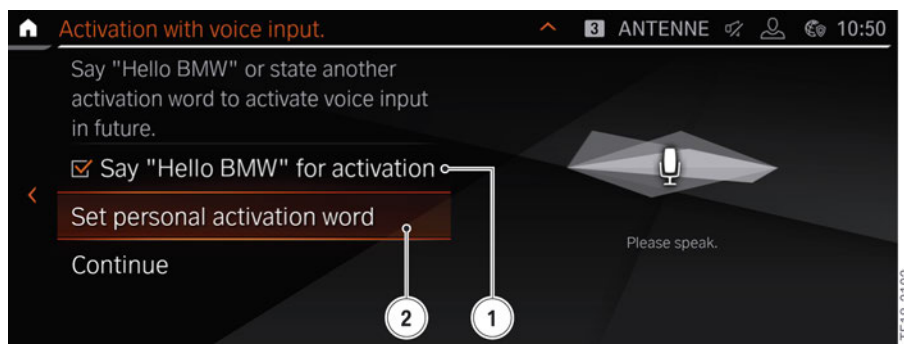 Activation with voice input.
3 ANTENNE 10:50
Say "Hello BMW" or state another
activation word to activate voice input
in future.
Say "Hello BMW" for activation
Set personal activation word
Continue
Please speak.
2
1